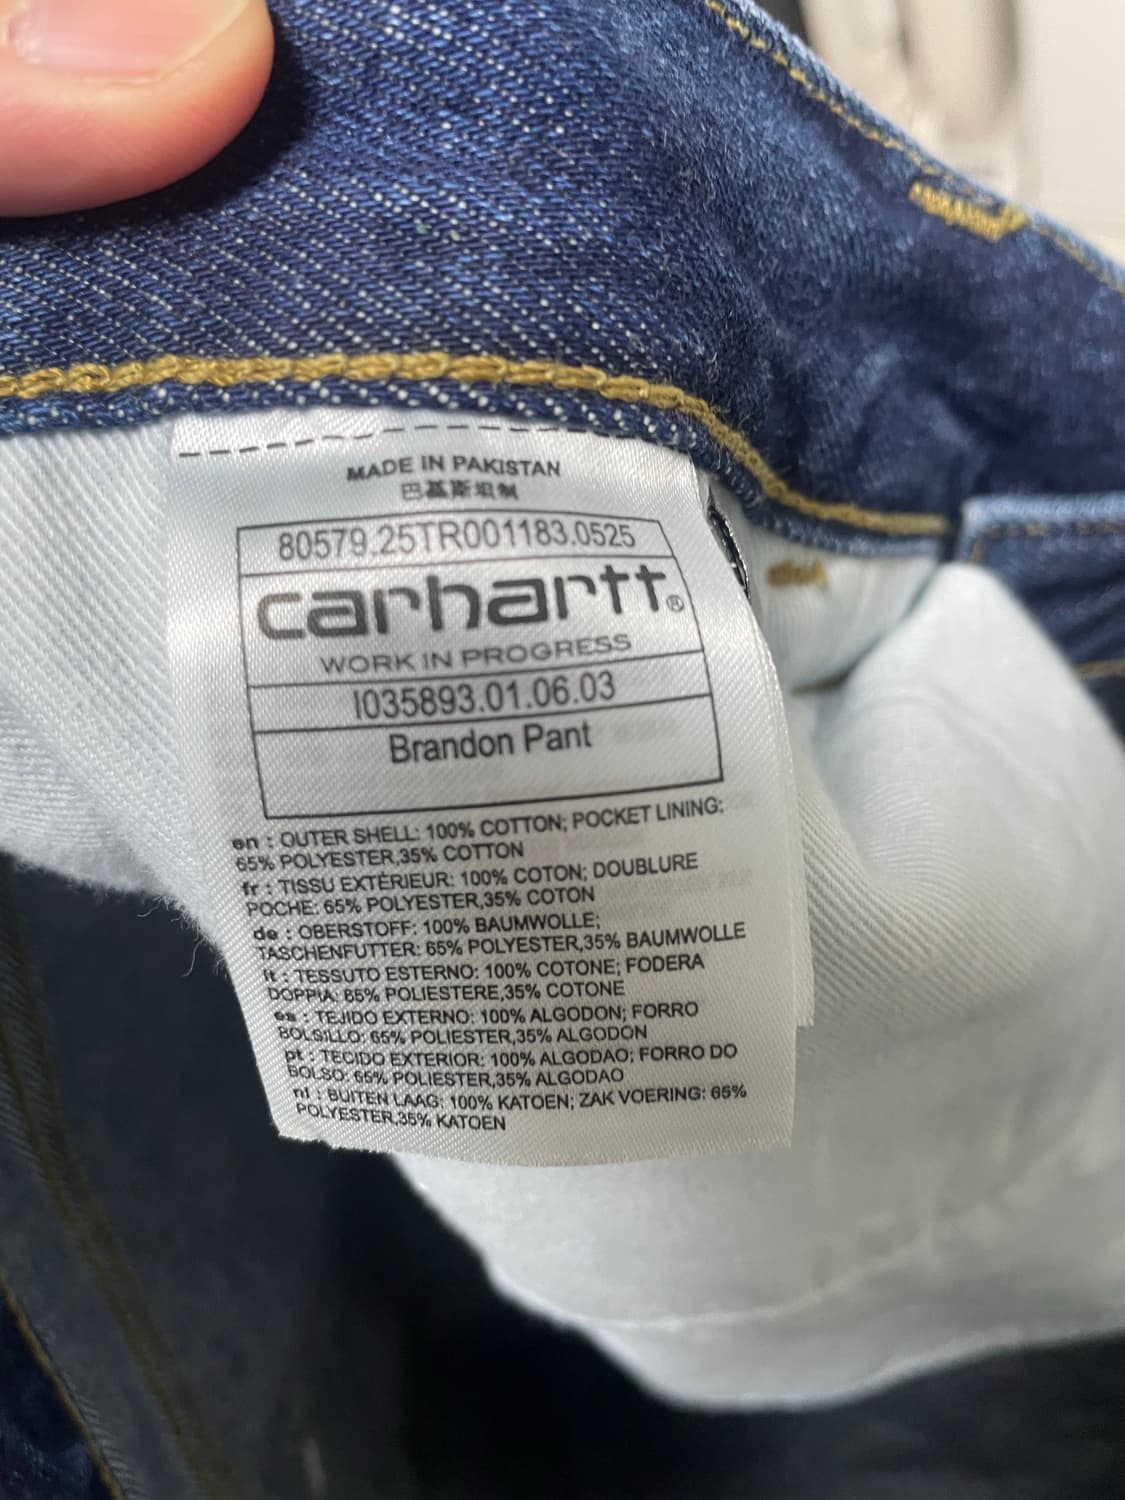 MADE IN PAKISTAN
巴基斯坦制
80579.25TR001183.0525
carhartt®
WORK IN PROGRESS
I035893.01.06.03
Brandon Pant
en : OUTER SHELL: 100% COTTON; POCKET LINING:
65% POLYESTER,35% COTTON
fr : TISSU EXTÉRIEUR: 100% COTON; DOUBLURE
POCHE: 65% POLYESTER,35% COTON
de : OBERSTOFF: 100% BAUMWOLLE;
TASCHENFUTTER: 65% POLYESTER,35% BAUMWOLLE
it : TESSUTO ESTERNO: 100% COTONE; FODERA
DOPPIA: 65% POLIESTERE,35% COTONE
es : TEJIDO EXTERNO: 100% ALGODON; FORRO
BOLSILLO: 65% POLIESTER,35% ALGODON
pt : TECIDO EXTERIOR: 100% ALGODAO; FORRO DO
BOLSO: 65% POLIESTER,35% ALGODAO
nl : BUITEN LAAG: 100% KATOEN; ZAK VOERING: 65%
POLYESTER,35% KATOEN